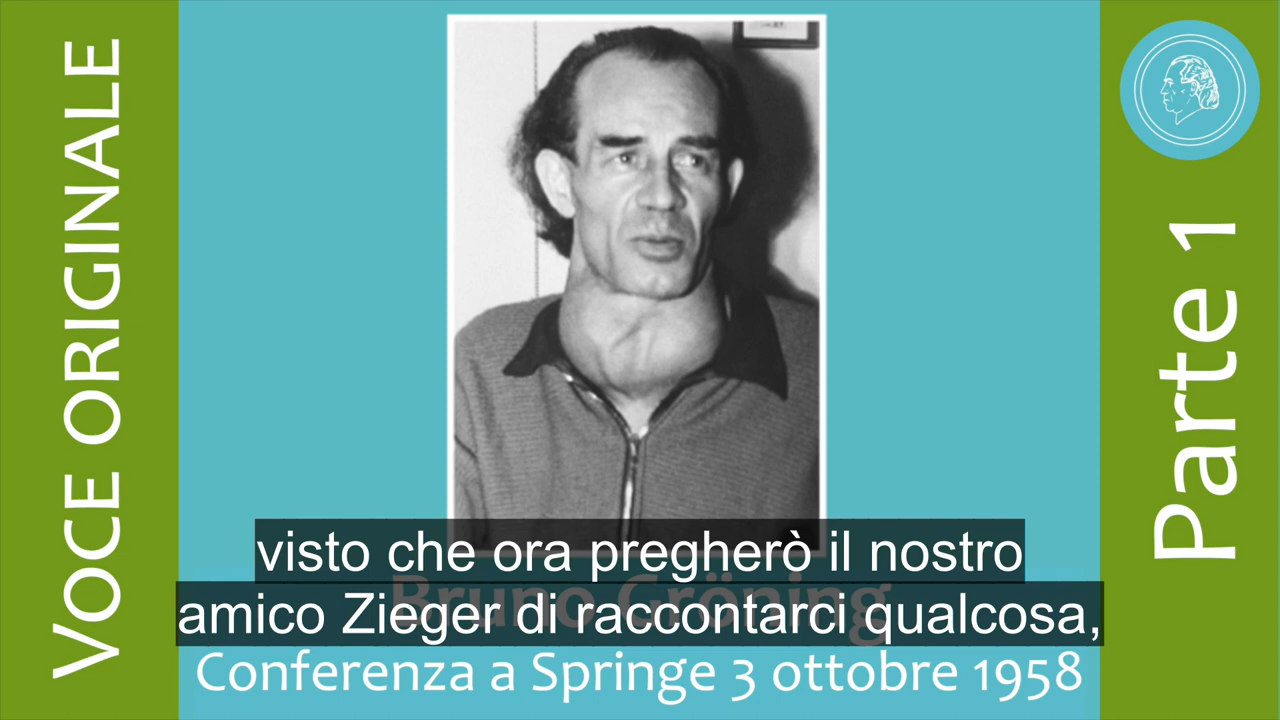 VOCE ORIGINALE
visto che ora pregherò il nostro
amico Zieger di raccontarci qualcosa,
Bruno Gröning
Conferenza a Springe 3 ottobre 1958
Parte 1